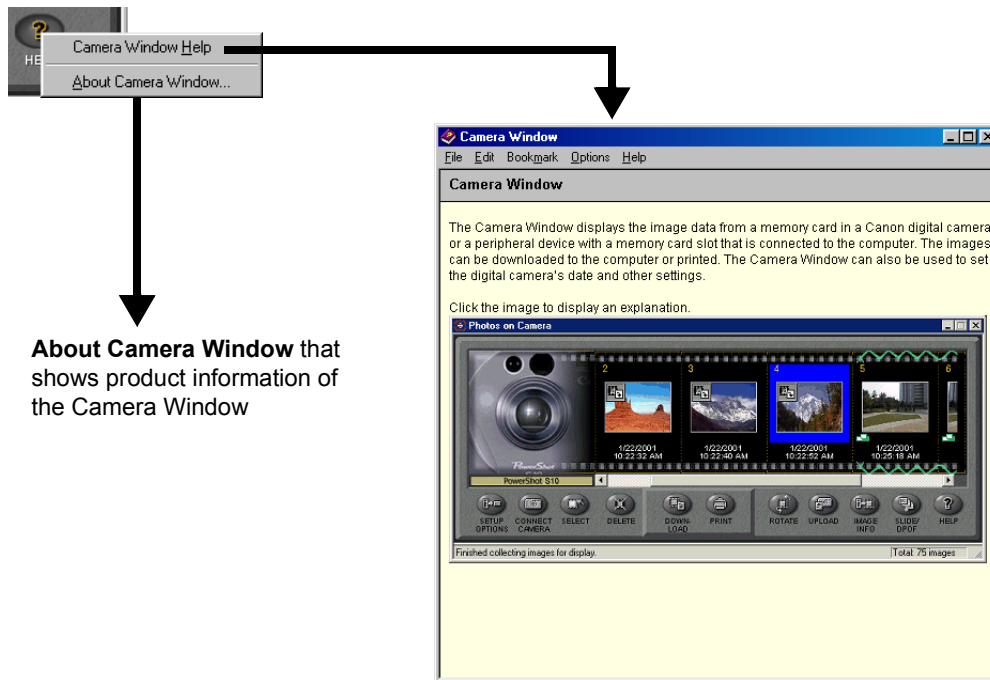 ?
HE
Camera Window Help
About Camera Window...
Camera Window
File Edit Bookmark Options Help
Camera Window
The Camera Window displays the image data from a memory card in a Canon digital camera
or a peripheral device with a memory card slot that is connected to the computer. The images
can be downloaded to the computer or printed. The Camera Window can also be used to set
the digital camera's date and other settings.
Click the image to display an explanation.
Photos on Camera
2 3 4 5 6
1/22/2001 1/22/2001 1/22/2001 1/22/2001
10:22:32 AM 10:22:40 AM 10:22:52 AM 10:25:18 AM
PowerShot
PowerShot S10
SETUP OPTIONS
CONNECT CAMERA
SELECT
DELETE
DOWN-LOAD
PRINT
ROTATE
UPLOAD
IMAGE INFO
SLIDE/DPOF
HELP
Finished collecting images for display.
Total: 75 images
About Camera Window that
shows product information of
the Camera Window